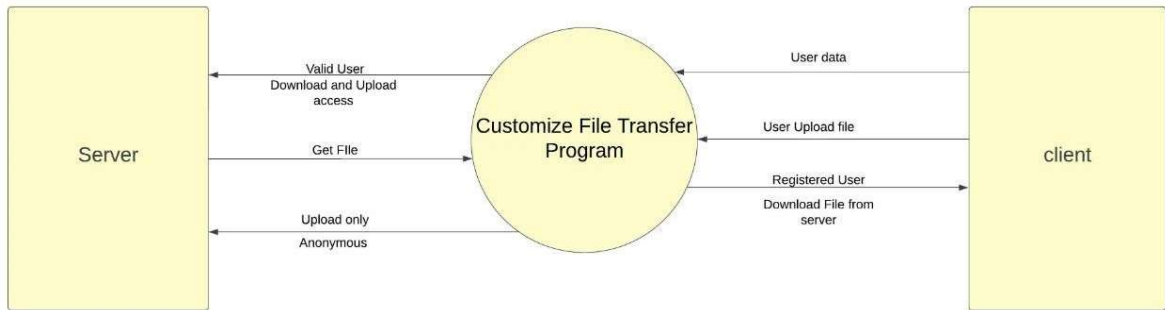 Server
Valid User
Download and Upload
access
Get FIle
Upload only
Anonymous
Customize File Transfer
Program
User data
User Upload file
Registered User
Download File from
server
client